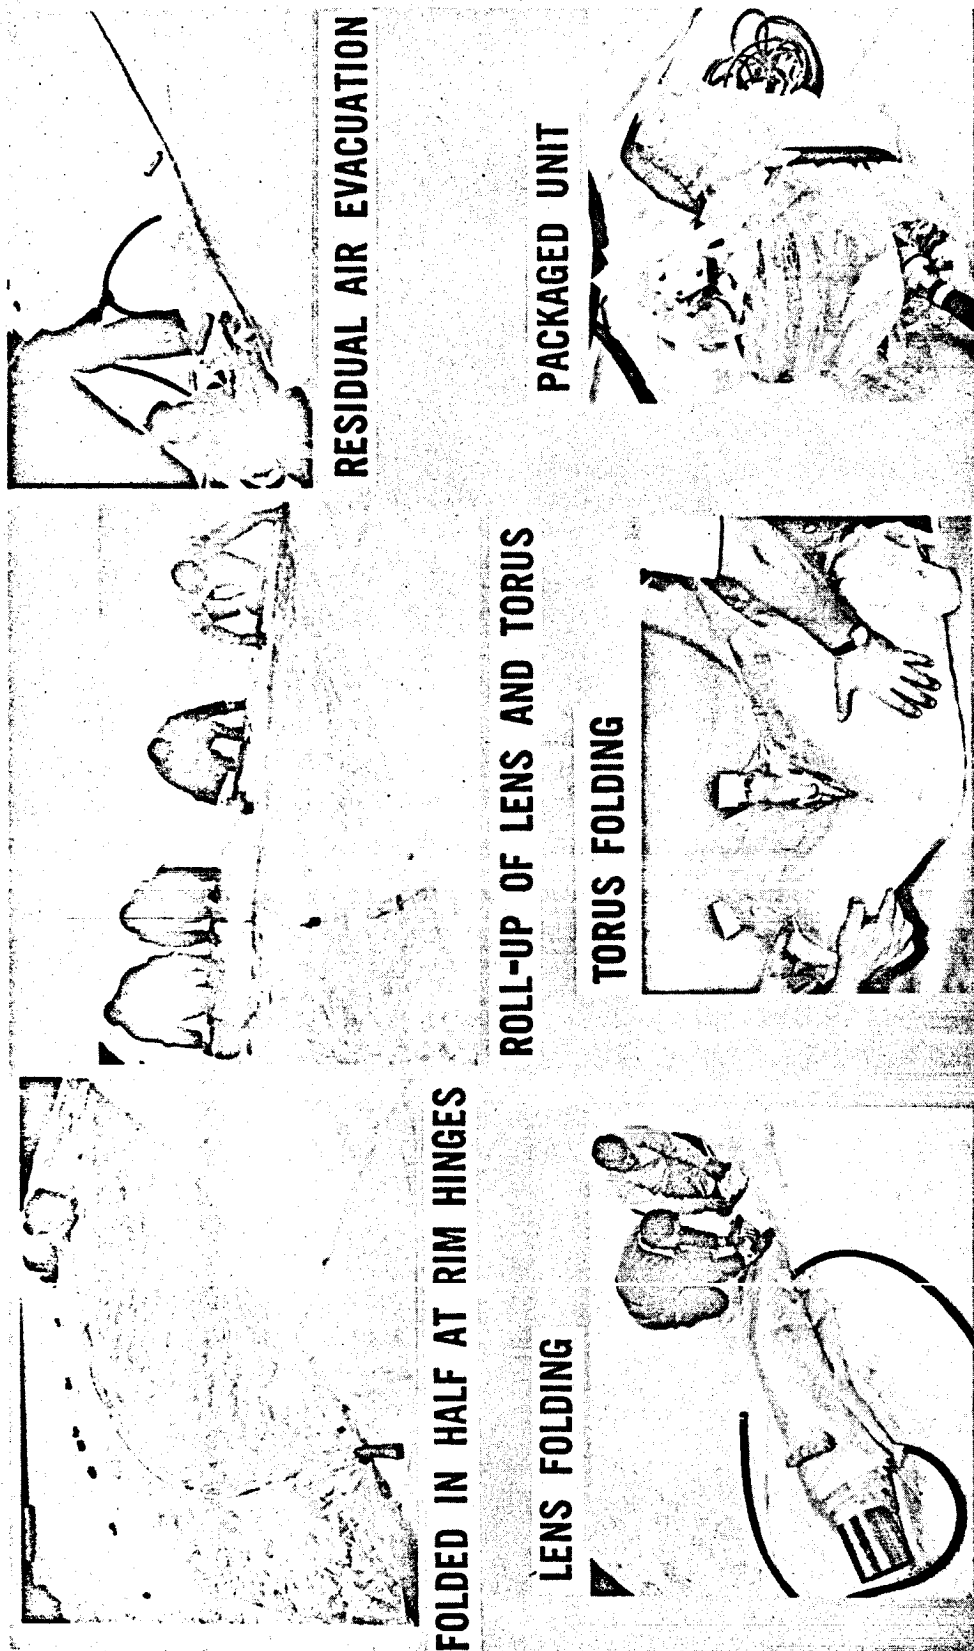 FOLDED IN HALF AT RIM HINGES
ROLL-UP OF LENS AND TORUS
RESIDUAL AIR EVACUATION
LENS FOLDING
TORUS FOLDING
PACKAGED UNIT